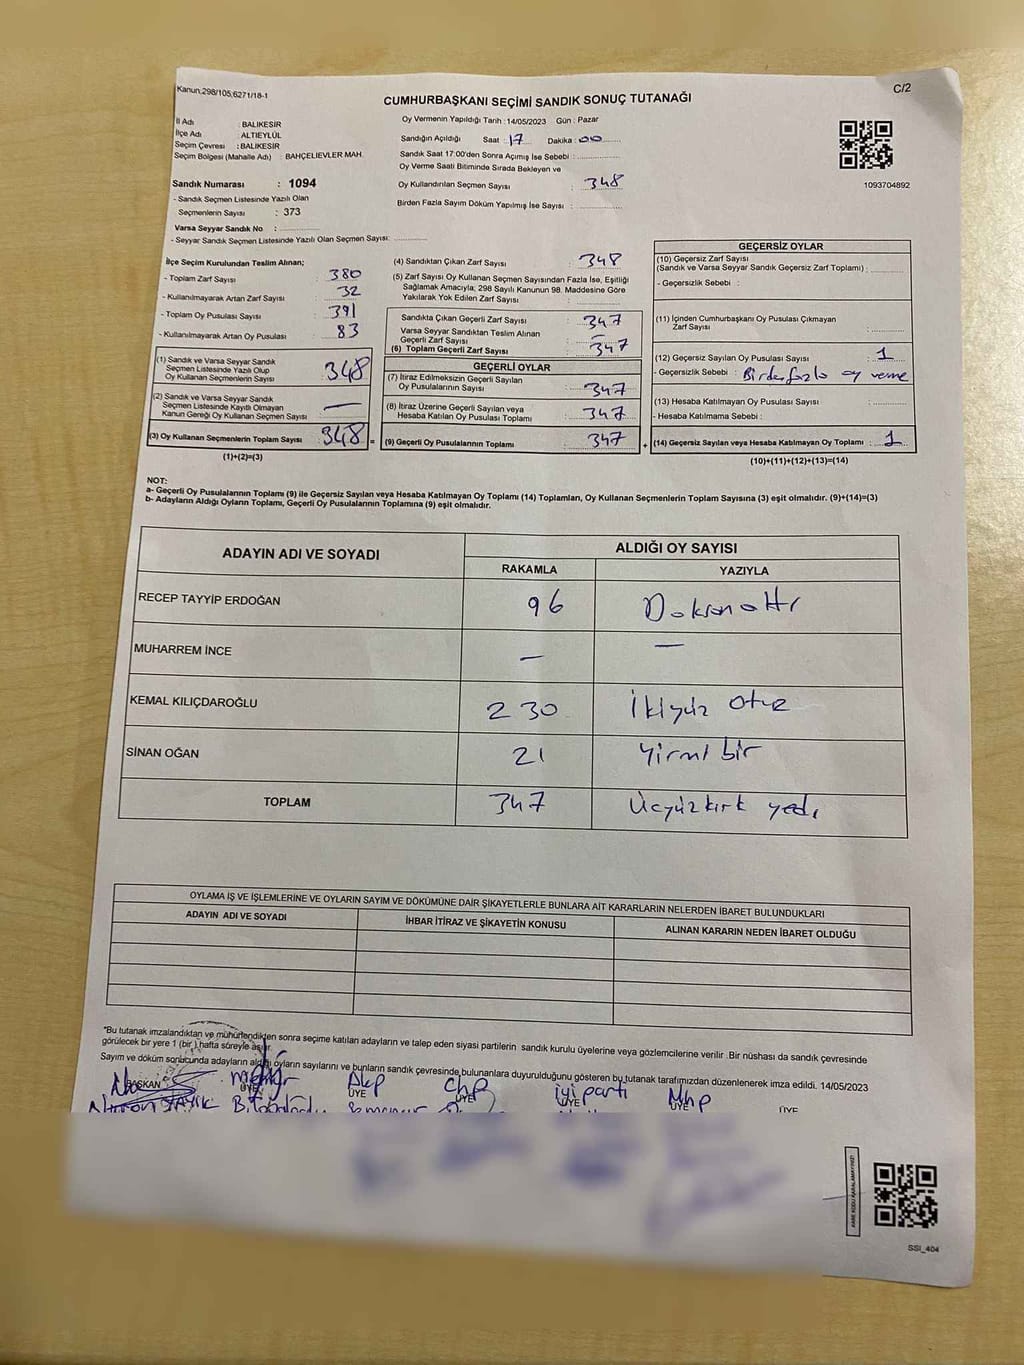 Kanun:298/105,6271/18-1
C/2
CUMHURBAŞKANI SEÇİMİ SANDIK SONUÇ TUTANAĞI
İl Adı : BALIKESİR
İlçe Adı : ALTIEYLÜL
Seçim Çevresi : BALIKESİR
Seçim Bölgesi (Mahalle Adı) : BAHÇELİEVLER MAH.
Sandık Numarası : 1094
- Sandık Seçmen Listesinde Yazılı Olan
Seçmenlerin Sayısı : 373
Varsa Seyyar Sandık No :
- Seyyar Sandık Seçmen Listesinde Yazılı Olan Seçmen Sayısı:
Oy Vermenin Yapıldığı Tarih :14/05/2023 Gün : Pazar
Sandığın Açıldığı Saat : 17 Dakika : 00
Sandık Saat 17:00'den Sonra Açımış İse Sebebi :
Oy Verme Saati Bitiminde Sırada Bekleyen ve
Oy Kullandırılan Seçmen Sayısı : 348
Birden Fazla Sayım Döküm Yapılmış İse Sayısı :
1093704892
İlçe Seçim Kurulundan Teslim Alınan;
- Toplam Zarf Sayısı : 380
- Kullanılmayarak Artan Zarf Sayısı : 32
- Toplam Oy Pusulası Sayısı : 391
- Kullanılmayarak Artan Oy Pusulası : 83
(1) Sandık ve Varsa Seyyar Sandık
Seçmen Listesinde Yazılı Olup
Oy Kullanan Seçmenlerin Sayısı : 348
(2) Sandık ve Varsa Seyyar Sandık
Seçmen Listesinde Kayıtlı Olmayan
Kanun Gereği Oy Kullanan Seçmen Sayısı : —
(3) Oy Kullanan Seçmenlerin Toplam Sayısı : 348 =
(1)+(2)=(3)
(4) Sandıktan Çıkan Zarf Sayısı : 348
(5) Zarf Sayısı Oy Kullanan Seçmen Sayısından Fazla İse, Eşitliği
Sağlamak Amacıyla; 298 Sayılı Kanunun 98. Maddesine Göre
Yakılarak Yok Edilen Zarf Sayısı :
Sandıkta Çıkan Geçerli Zarf Sayısı : 347
Varsa Seyyar Sandıktan Teslim Alınan
Geçerli Zarf Sayısı : —
(6) Toplam Geçerli Zarf Sayısı : 347
GEÇERLİ OYLAR
(7) İtiraz Edilmeksizin Geçerli Sayılan
Oy Pusulalarının Sayısı : 347
(8) İtiraz Üzerine Geçerli Sayılan veya
Hesaba Katılan Oy Pusulası Toplamı : 347
(9) Geçerli Oy Pusulalarının Toplamı : 347 +
GEÇERSİZ OYLAR
(10) Geçersiz Zarf Sayısı
(Sandık ve Varsa Seyyar Sandık Geçersiz Zarf Toplamı) :
- Geçersizlik Sebebi :
(11) İçinden Cumhurbaşkanı Oy Pusulası Çıkmayan
Zarf Sayısı :
(12) Geçersiz Sayılan Oy Pusulası Sayısı : 1
- Geçersizlik Sebebi : Birden fazla oy verme
(13) Hesaba Katılmayan Oy Pusulası Sayısı :
- Hesaba Katılmama Sebebi :
(14) Geçersiz Sayılan veya Hesaba Katılmayan Oy Toplamı : 1
(10)+(11)+(12)+(13)=(14)
NOT:
a- Geçerli Oy Pusulalarının Toplamı (9) ile Geçersiz Sayılan veya Hesaba Katılmayan Oy Toplamı (14) Toplamları, Oy Kullanan Seçmenlerin Toplam Sayısına (3) eşit olmalıdır. (9)+(14)=(3)
b- Adayların Aldığı Oyların Toplamı, Geçerli Oy Pusulalarının Toplamına (9) eşit olmalıdır.
ADAYIN ADI VE SOYADI ALDIĞI OY SAYISI
RAKAMLA YAZIYLA
RECEP TAYYİP ERDOĞAN 96 Doksan altı
MUHARREM İNCE — —
KEMAL KILIÇDAROĞLU 230 İkiyüz otuz
SİNAN OĞAN 21 Yirmi bir
TOPLAM 347 Üçyüzkırk yedi
OYLAMA İŞ VE İŞLEMLERİNE VE OYLARIN SAYIM VE DÖKÜMÜNE DAİR ŞİKAYETLERLE BUNLARA AİT KARARLARIN NELERDEN İBARET BULUNDUKLARI
ADAYIN ADI VE SOYADI İHBAR İTİRAZ VE ŞİKAYETİN KONUSU ALINAN KARARIN NEDEN İBARET OLDUĞU
*Bu tutanak imzalandıktan ve mühürlendikten sonra seçime katılan adayların ve talep eden siyasi partilerin sandık kurulu üyelerine veya gözlemcilerine verilir .Bir nüshası da sandık çevresinde
görülecek bir yere 1 (bir ) hafta süreyle asılır.
Sayım ve döküm sonucunda adayların aldığı oyların sayılarını ve bunların sandık çevresinde bulunanlara duyurulduğunu gösteren bu tutanak tarafımızdan düzenlenerek imza edildi. 14/05/2023
Akp Chp iyi parti Mhp
BAŞKAN ÜYE ÜYE ÜYE ÜYE ÜYE ÜYE
SSI_404